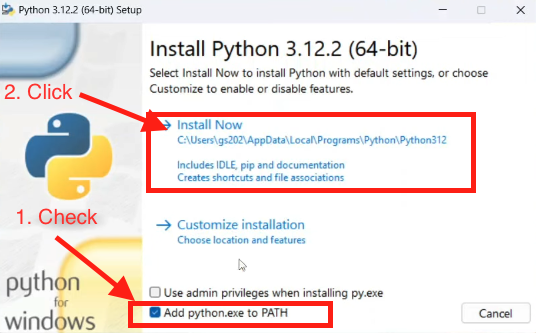 Python 3.12.2 (64-bit) Setup
Install Python 3.12.2 (64-bit)
Select Install Now to install Python with default settings, or choose
Customize to enable or disable features.
2. Click
Install Now
C:\Users\gs202\AppData\Local\Programs\Python\Python312
Includes IDLE, pip and documentation
Creates shortcuts and file associations
1. Check
Customize installation
Choose location and features
python
for
windows
Use admin privileges when installing py.exe
Add python.exe to PATH
Cancel